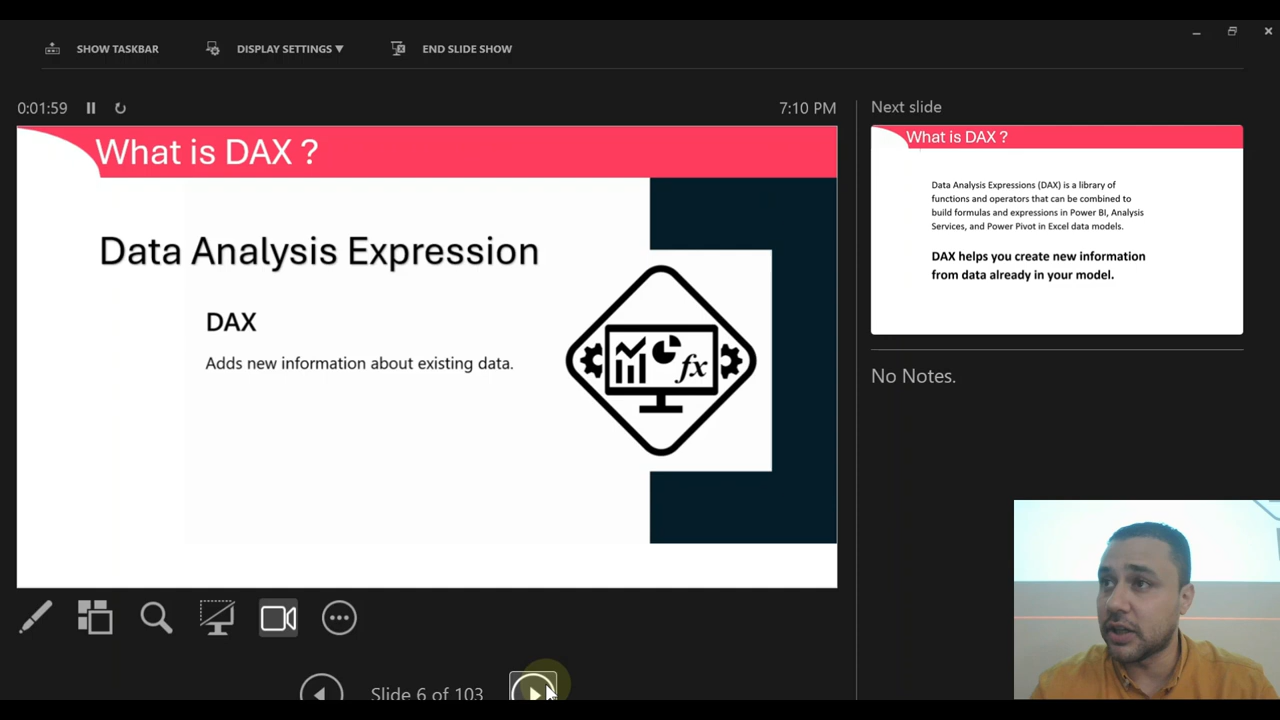 SHOW TASKBAR
DISPLAY SETTINGS ▼
END SLIDE SHOW
0:01:59
7:10 PM
What is DAX ?
Data Analysis Expression
DAX
Adds new information about existing data.
fx
Slide 6 of 103
Next slide
What is DAX ?
Data Analysis Expressions (DAX) is a library of
functions and operators that can be combined to
build formulas and expressions in Power BI, Analysis
Services, and Power Pivot in Excel data models.
DAX helps you create new information
from data already in your model.
No Notes.